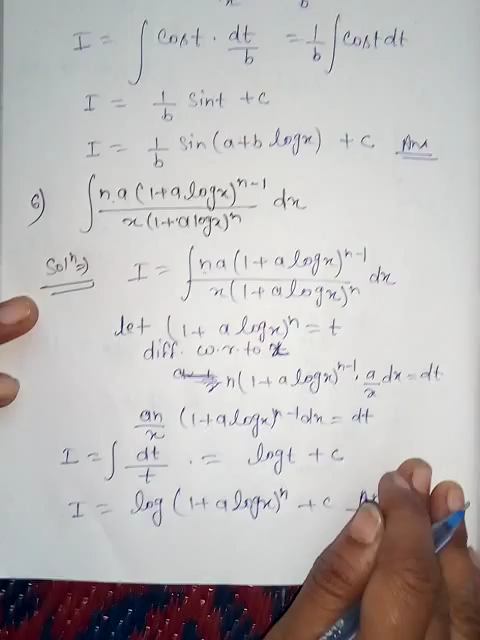 I = ∫ cost · dt/b = 1/b ∫ cost dt
I = 1/b sint + c
I = 1/b sin (a+b logx) + c Ans
6) ∫ n.a (1+a logx)^(n-1) / x(1+a logx)^n dx
Solⁿ⇒ I = ∫ na (1+a logx)^(n-1) / x(1+a logx)^n dx
let (1+a logx)^n = t
diff. w.r. to x
n(1+a logx)^(n-1) · a/x dx = dt
an/x (1+a logx)^(n-1) dx = dt
I = ∫ dt/t = logt + c
I = log (1+a logx)^n + c